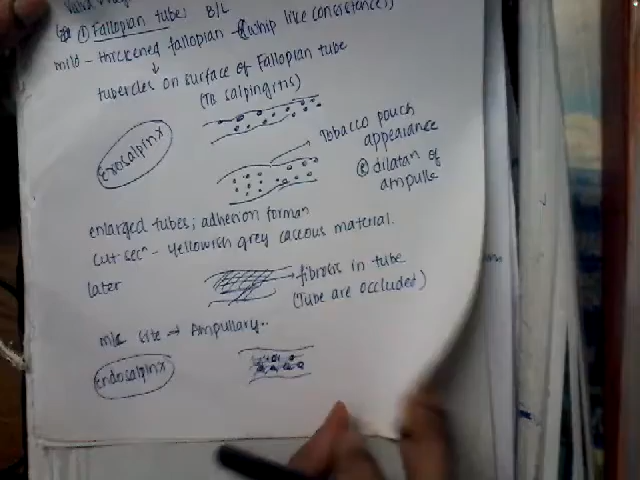 ① Fallopian tube: B/L
mild - thickened fallopian (whip like consistency)
tubercles on surface of Fallopian tube
(TB salpingitis)
Exosalpinx
Tobacco pouch
appearance
dilatan of
ampulla
enlarged tubes; adhesion forman
Cut-secⁿ - yellowish grey caseous material.
later
fibrosis in tube
(Tube are occluded)
m/c site → Ampullary..
Endosalpinx